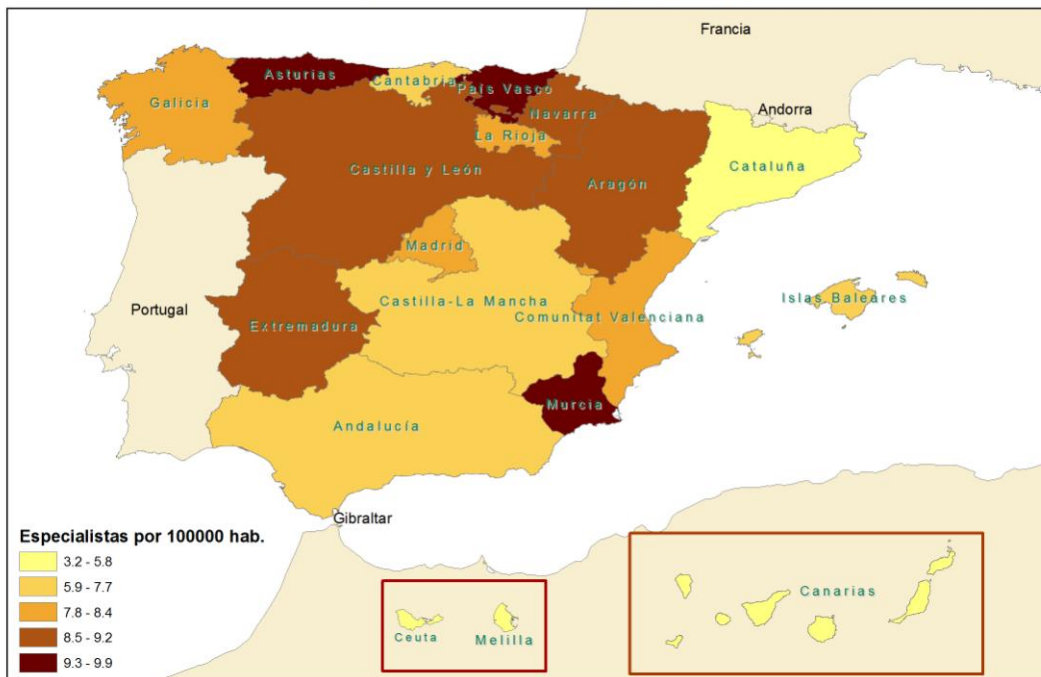 Francia
Asturias
Cantabria
País Vasco
Galicia
Navarra
Andorra
La Rioja
Cataluña
Castilla y León
Aragón
Madrid
Portugal
Castilla-La Mancha
Islas Baleares
Extremadura
Comunitat Valenciana
Murcia
Andalucía
Gibraltar
Especialistas por 100000 hab.
3.2 - 5.8
5.9 - 7.7
7.8 - 8.4
8.5 - 9.2
9.3 - 9.9
Ceuta
Melilla
Canarias